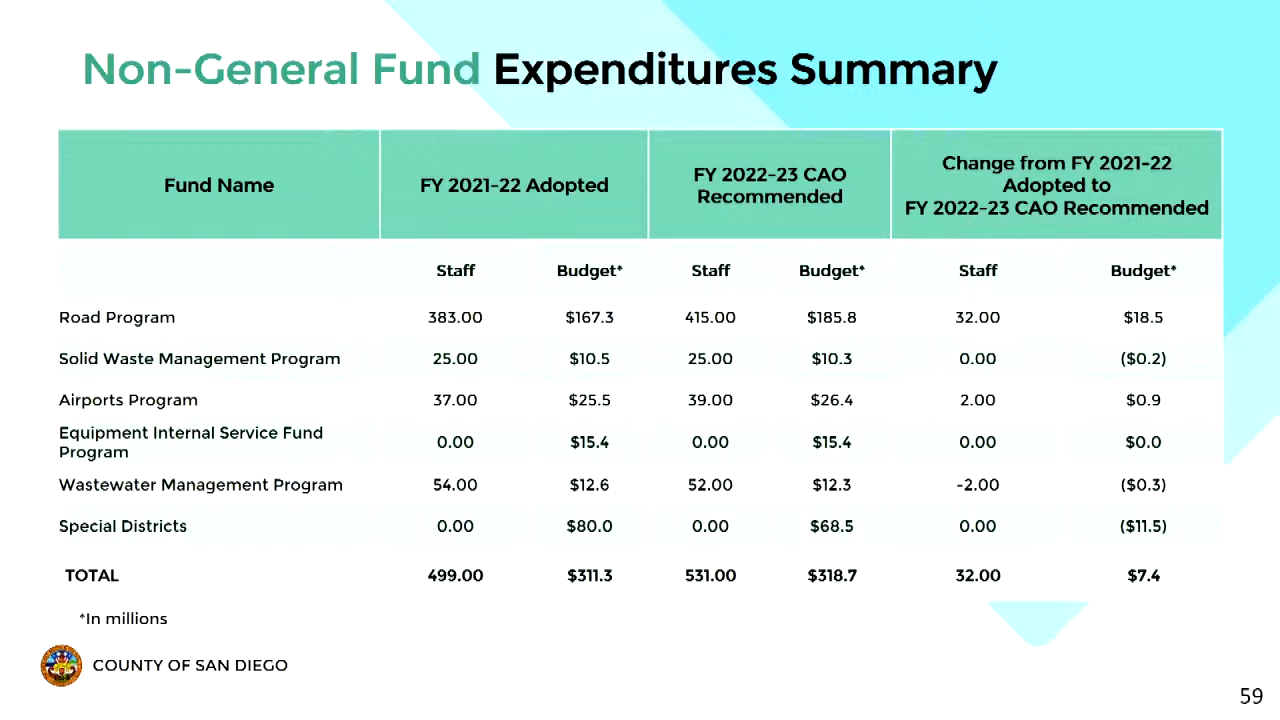 Non-General Fund Expenditures Summary
Fund Name FY 2021-22 Adopted FY 2022-23 CAO Recommended Change from FY 2021-22 Adopted to FY 2022-23 CAO Recommended
Staff Budget* Staff Budget* Staff Budget*
Road Program 383.00 $167.3 415.00 $185.8 32.00 $18.5
Solid Waste Management Program 25.00 $10.5 25.00 $10.3 0.00 ($0.2)
Airports Program 37.00 $25.5 39.00 $26.4 2.00 $0.9
Equipment Internal Service Fund Program 0.00 $15.4 0.00 $15.4 0.00 $0.0
Wastewater Management Program 54.00 $12.6 52.00 $12.3 -2.00 ($0.3)
Special Districts 0.00 $80.0 0.00 $68.5 0.00 ($11.5)
TOTAL 499.00 $311.3 531.00 $318.7 32.00 $7.4
*In millions
COUNTY OF SAN DIEGO
59